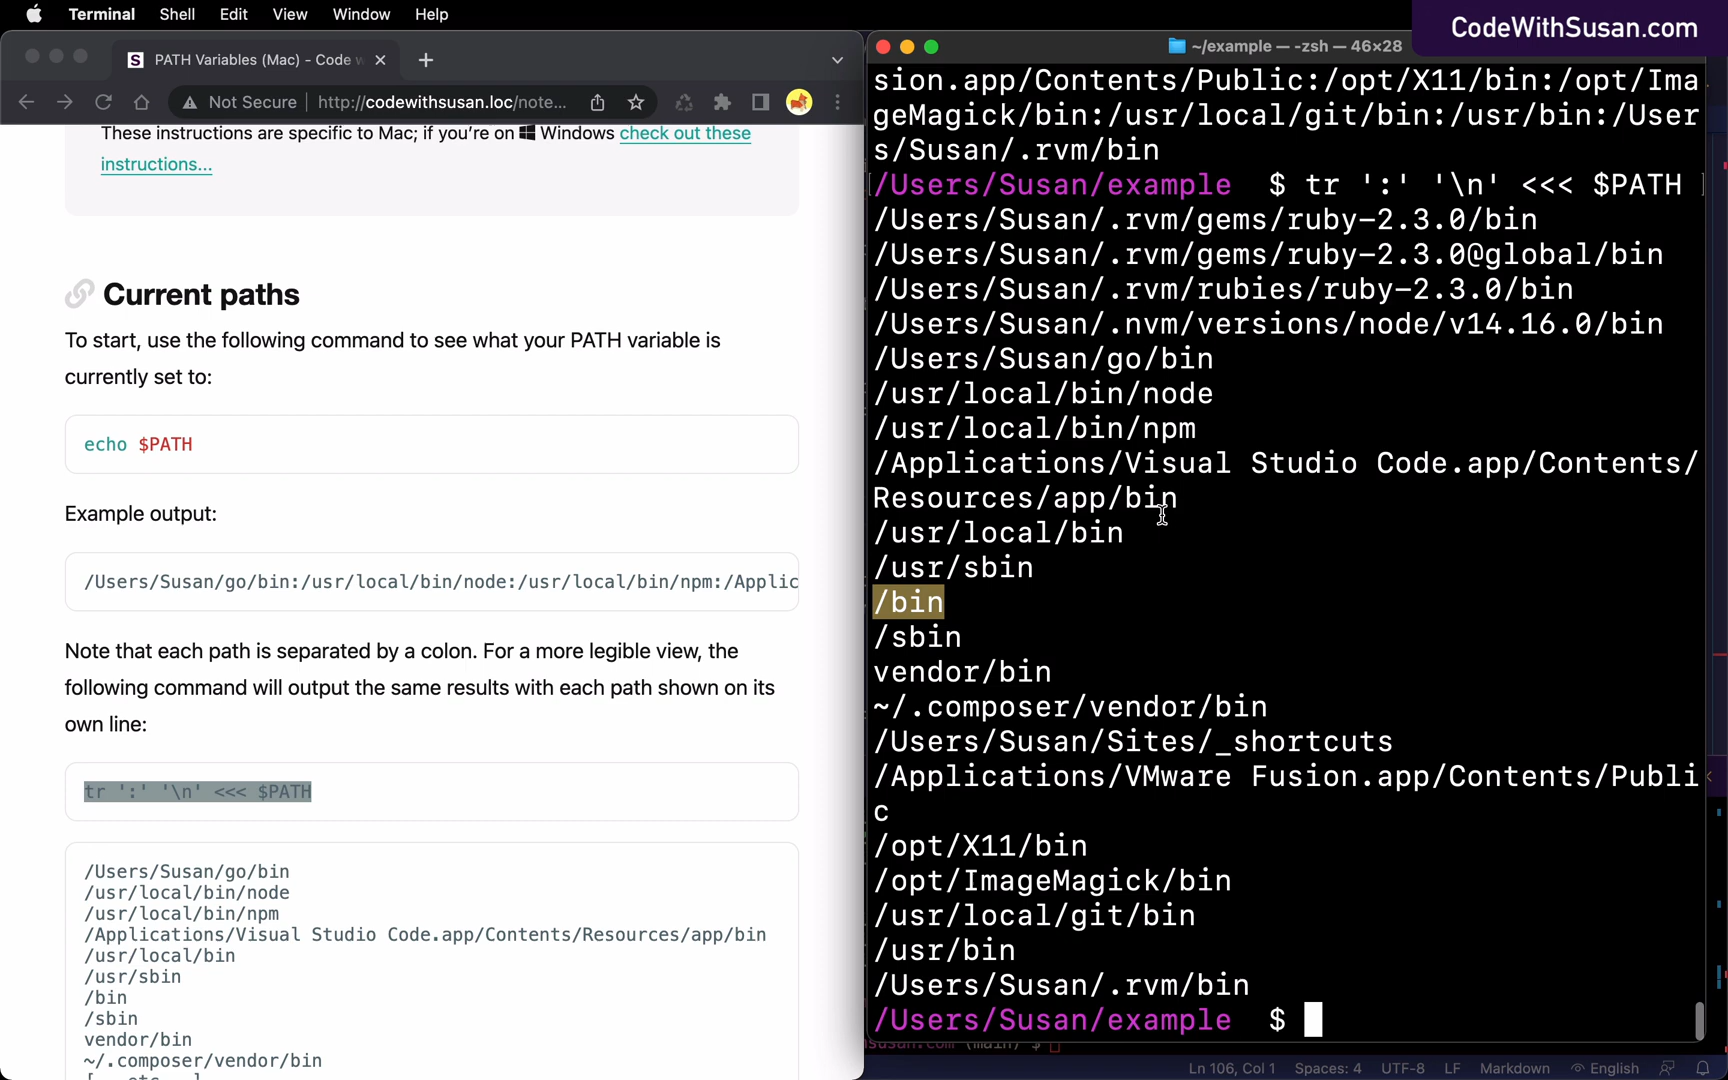 Terminal Shell Edit View Window Help
CodeWithSusan.com
S PATH Variables (Mac) - Code w
Not Secure http://codewithsusan.loc/note...
These instructions are specific to Mac; if you're on Windows check out these
instructions...
Current paths
To start, use the following command to see what your PATH variable is
currently set to:
echo $PATH
Example output:
/Users/Susan/go/bin:/usr/local/bin/node:/usr/local/bin/npm:/Applic
Note that each path is separated by a colon. For a more legible view, the
following command will output the same results with each path shown on its
own line:
tr ':' '\n' <<< $PATH
/Users/Susan/go/bin
/usr/local/bin/node
/usr/local/bin/npm
/Applications/Visual Studio Code.app/Contents/Resources/app/bin
/usr/local/bin
/usr/sbin
/bin
/sbin
vendor/bin
~/.composer/vendor/bin
~/example — -zsh — 46×28
sion.app/Contents/Public:/opt/X11/bin:/opt/Ima
geMagick/bin:/usr/local/git/bin:/usr/bin:/User
s/Susan/.rvm/bin
/Users/Susan/example $ tr ':' '\n' <<< $PATH
/Users/Susan/.rvm/gems/ruby-2.3.0/bin
/Users/Susan/.rvm/gems/ruby-2.3.0@global/bin
/Users/Susan/.rvm/rubies/ruby-2.3.0/bin
/Users/Susan/.nvm/versions/node/v14.16.0/bin
/Users/Susan/go/bin
/usr/local/bin/node
/usr/local/bin/npm
/Applications/Visual Studio Code.app/Contents/
Resources/app/bin
/usr/local/bin
/usr/sbin
/bin
/sbin
vendor/bin
~/.composer/vendor/bin
/Users/Susan/Sites/_shortcuts
/Applications/VMware Fusion.app/Contents/Publi
c
/opt/X11/bin
/opt/ImageMagick/bin
/usr/local/git/bin
/usr/bin
/Users/Susan/.rvm/bin
/Users/Susan/example $
Ln 106, Col 1 Spaces: 4 UTF-8 LF Markdown English